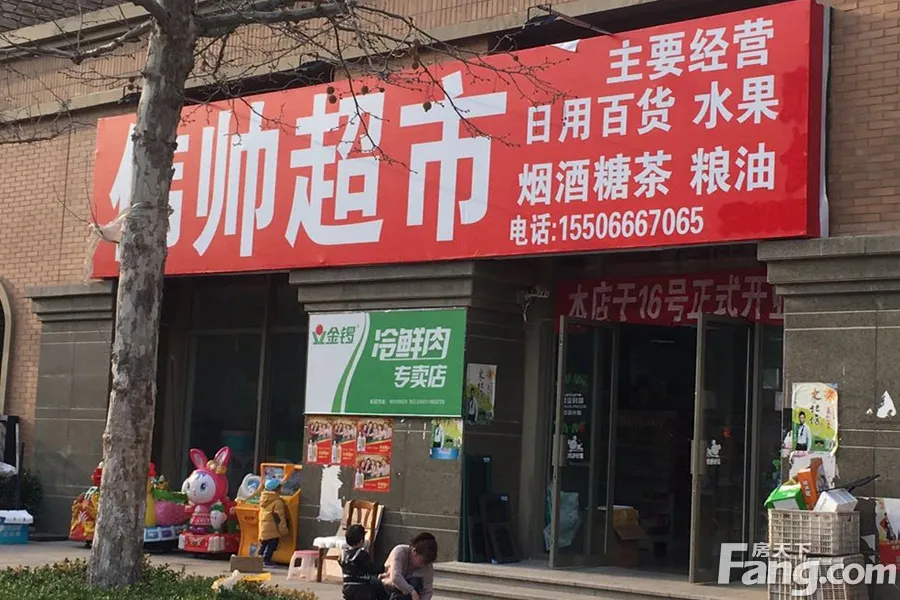 伟帅超市
主要经营
日用百货 水果
烟酒糖茶 粮油
电话:15506667065
本店于16号正式开业
金锣
冷鲜肉
专卖店
房天下
Fang.com